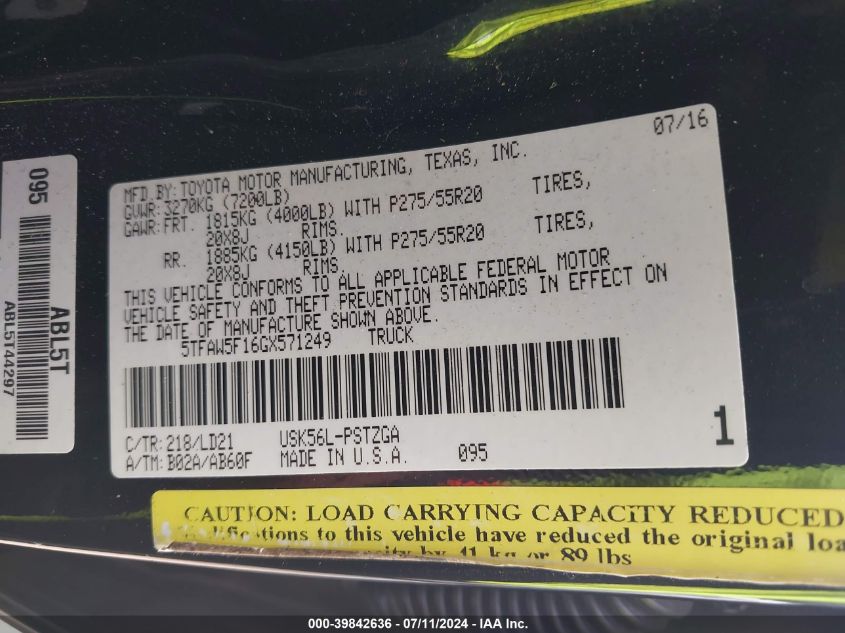 095
ABL5T
ABL5T44297
07/16
MFD BY: TOYOTA MOTOR MANUFACTURING, TEXAS, INC.
GVWR: 3270KG (7200LB)
GAWR: FRT. 1815KG (4000LB) WITH P275/55R20 TIRES,
20X8J RIMS.
RR. 1885KG (4150LB) WITH P275/55R20 TIRES,
20X8J RIMS.
THIS VEHICLE CONFORMS TO ALL APPLICABLE FEDERAL MOTOR
VEHICLE SAFETY AND THEFT PREVENTION STANDARDS IN EFFECT ON
THE DATE OF MANUFACTURE SHOWN ABOVE.
5TFAW5F16GX571249 TRUCK
C/TR: 218/LD21 USK56L-PSTZGA
A/TM: B02A/AB60F MADE IN U.S.A. 095
1
CAUTION: LOAD CARRYING CAPACITY REDUCED
to this vehicle have reduced the original
by 41 kg or 89 lbs
000-39842636 - 07/11/2024 - IAA Inc.